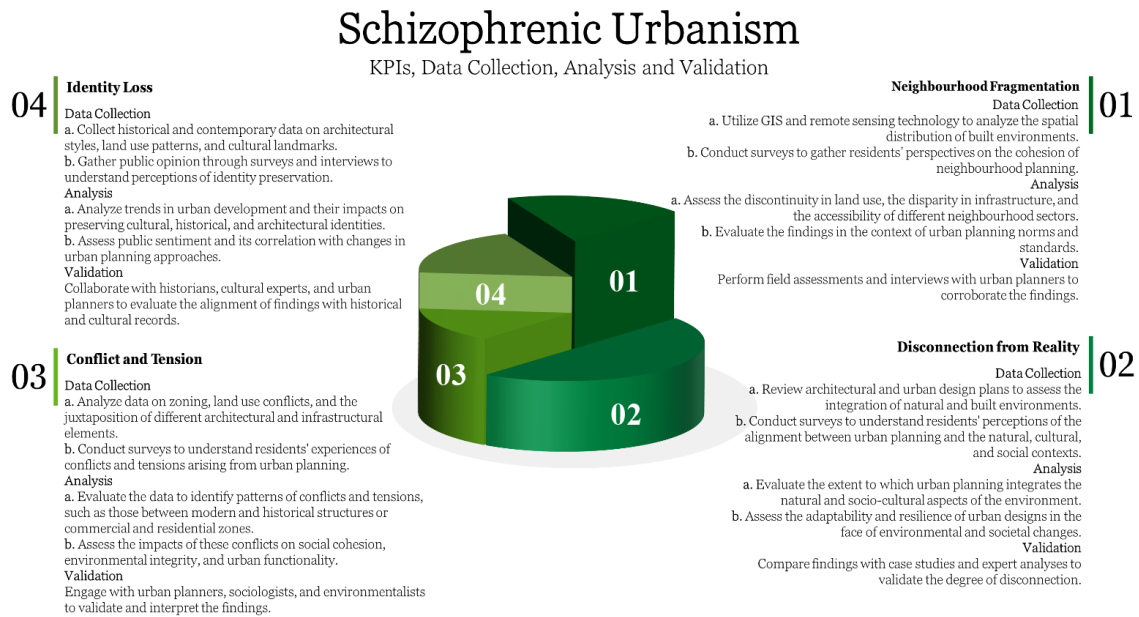 Schizophrenic Urbanism
KPIs, Data Collection, Analysis and Validation
04
Identity Loss
Data Collection
a. Collect historical and contemporary data on architectural
styles, land use patterns, and cultural landmarks.
b. Gather public opinion through surveys and interviews to
understand perceptions of identity preservation.
Analysis
a. Analyze trends in urban development and their impacts on
preserving cultural, historical, and architectural identities.
b. Assess public sentiment and its correlation with changes in
urban planning approaches.
Validation
Collaborate with historians, cultural experts, and urban
planners to evaluate the alignment of findings with historical
and cultural records.
03
Conflict and Tension
Data Collection
a. Analyze data on zoning, land use conflicts, and the
juxtaposition of different architectural and infrastructural
elements.
b. Conduct surveys to understand residents' experiences of
conflicts and tensions arising from urban planning.
Analysis
a. Evaluate the data to identify patterns of conflicts and tensions,
such as those between modern and historical structures or
commercial and residential zones.
b. Assess the impacts of these conflicts on social cohesion,
environmental integrity, and urban functionality.
Validation
Engage with urban planners, sociologists, and environmentalists
to validate and interpret the findings.
01
04
03
02
Neighbourhood Fragmentation
01
Data Collection
a. Utilize GIS and remote sensing technology to analyze the spatial
distribution of built environments.
b. Conduct surveys to gather residents' perspectives on the cohesion of
neighbourhood planning.
Analysis
a. Assess the discontinuity in land use, the disparity in infrastructure, and
the accessibility of different neighbourhood sectors.
b. Evaluate the findings in the context of urban planning norms and
standards.
Validation
Perform field assessments and interviews with urban planners to
corroborate the findings.
Disconnection from Reality
02
Data Collection
a. Review architectural and urban design plans to assess the
integration of natural and built environments.
b. Conduct surveys to understand residents' perceptions of the
alignment between urban planning and the natural, cultural,
and social contexts.
Analysis
a. Evaluate the extent to which urban planning integrates the
natural and socio-cultural aspects of the environment.
b. Assess the adaptability and resilience of urban designs in the
face of environmental and societal changes.
Validation
Compare findings with case studies and expert analyses to
validate the degree of disconnection.